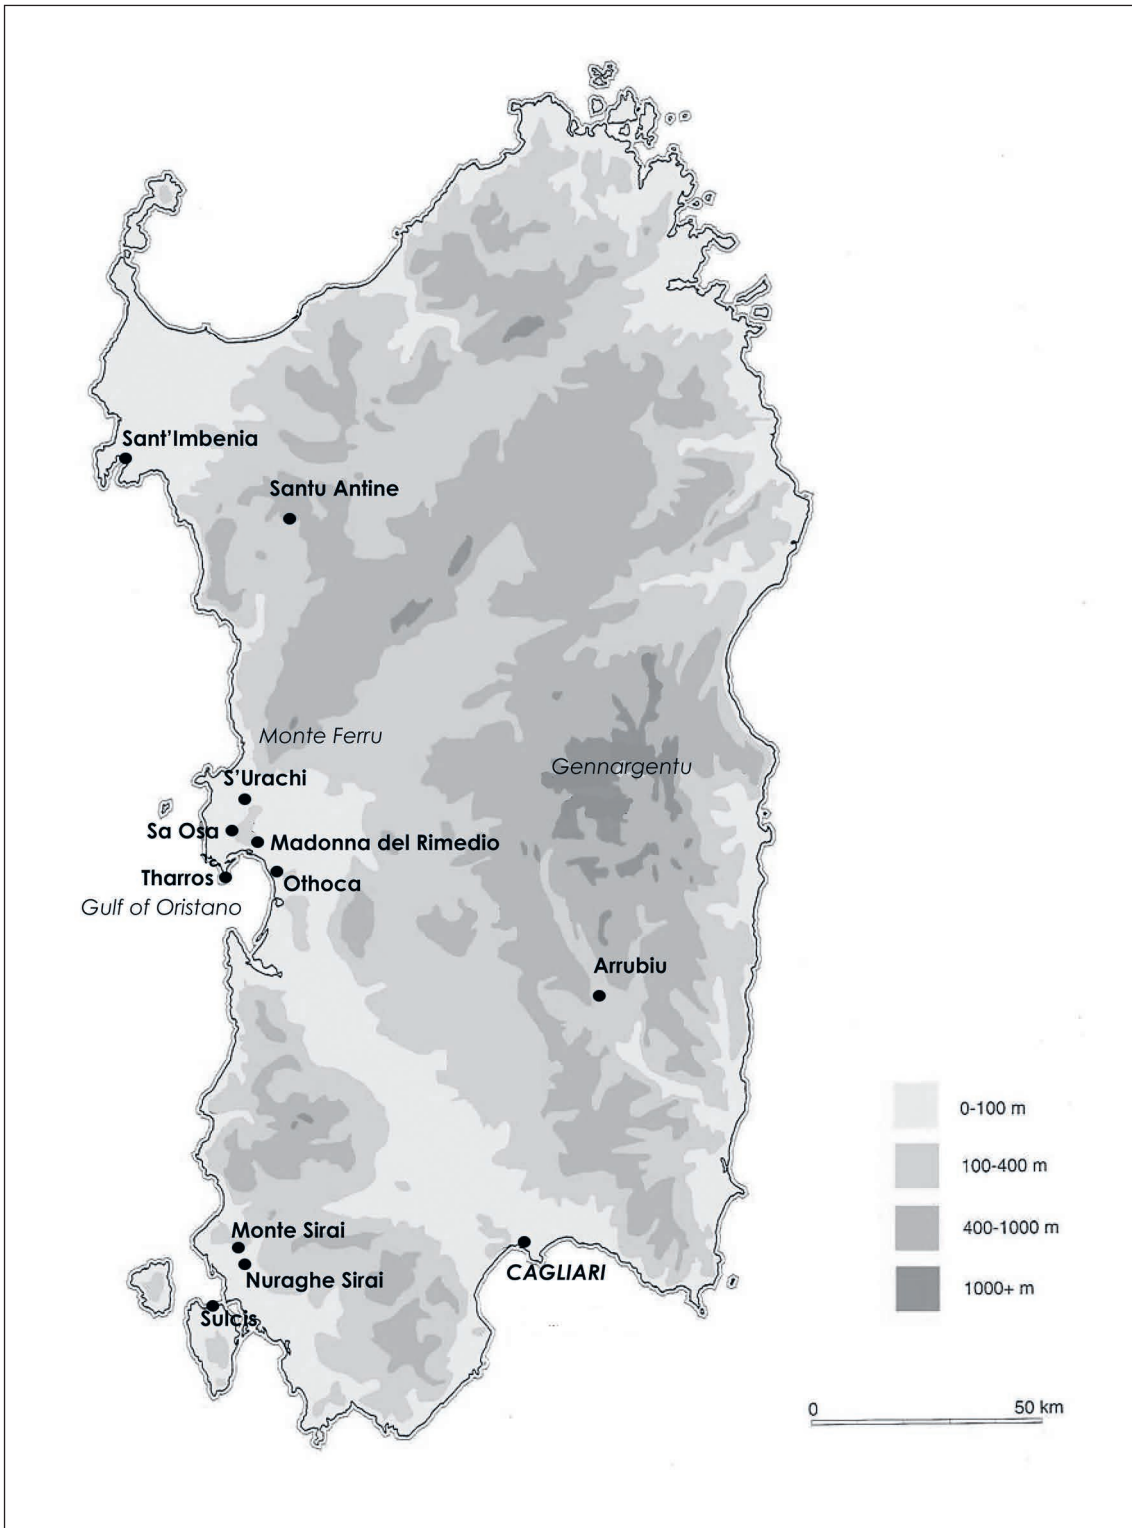 Sant'Imbenia
Santu Antine
Monte Ferru
Gennargentu
S'Urachi
Sa Osa
Madonna del Rimedio
Tharros
Othoca
Gulf of Oristano
Arrubiu
0-100 m
100-400 m
400-1000 m
1000+ m
Monte Sirai
Nuraghe Sirai
CAGLIARI
Sulcis
0
50 km